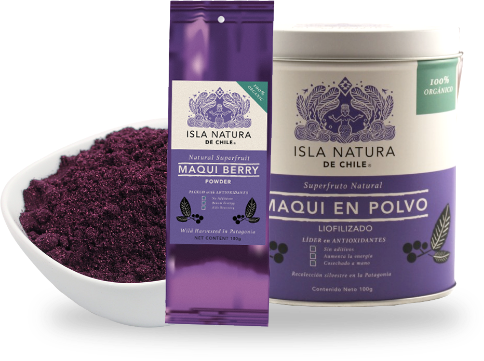 100%
ORGANIC
ISLA NATURA
DE CHILE
Natural Superfruit
MAQUI BERRY
POWDER
Wild Harvested in Patagonia
NET CONTENT 100g
100%
ORGÁNICO
ISLA NATURA
DE CHILE
Superfruto Natural
MAQUI EN POLVO
LIOFILIZADO
LÍDER en ANTIOXIDANTES
Sin aditivos
Aumenta la energía
Cosechado a mano
Recolección silvestre en la Patagonia
Contenido Neto 100g